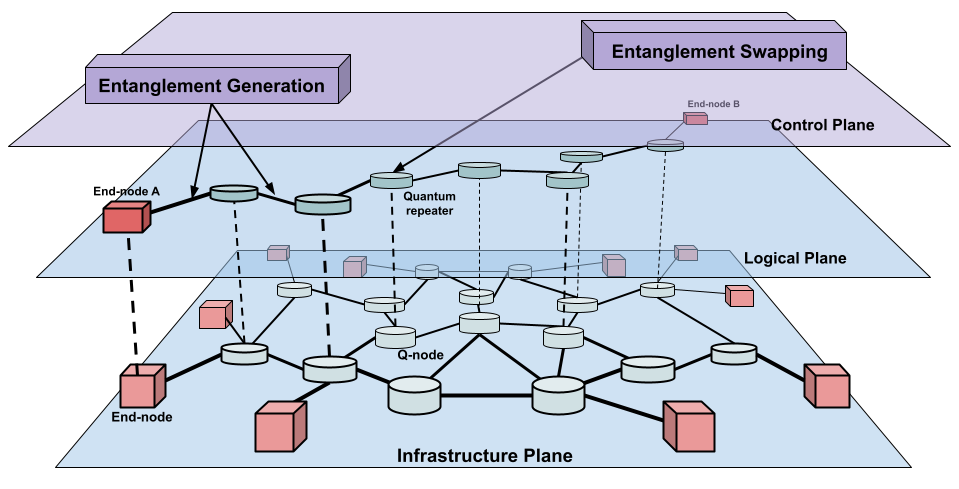 Entanglement Swapping
Entanglement Generation
End-node B
Control Plane
End-node A
Quantum
repeater
Logical Plane
Q-node
End-node
Infrastructure Plane